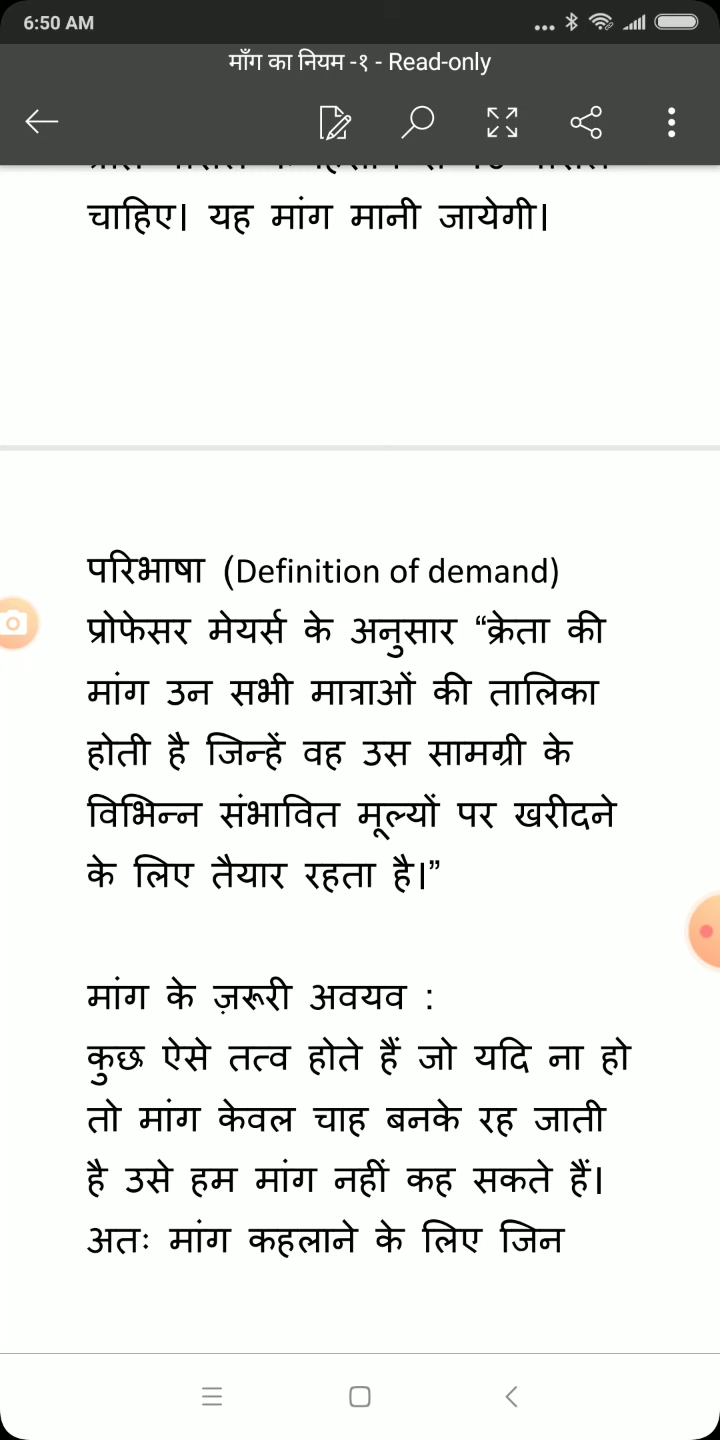 6:50 AM
माँग का नियम -१ - Read-only
चाहिए। यह मांग मानी जायेगी।
परिभाषा (Definition of demand)
प्रोफेसर मेयर्स के अनुसार “क्रेता की
मांग उन सभी मात्राओं की तालिका
होती है जिन्हें वह उस सामग्री के
विभिन्न संभावित मूल्यों पर खरीदने
के लिए तैयार रहता है।”
मांग के ज़रूरी अवयव :
कुछ ऐसे तत्व होते हैं जो यदि ना हो
तो मांग केवल चाह बनके रह जाती
है उसे हम मांग नहीं कह सकते हैं।
अतः मांग कहलाने के लिए जिन